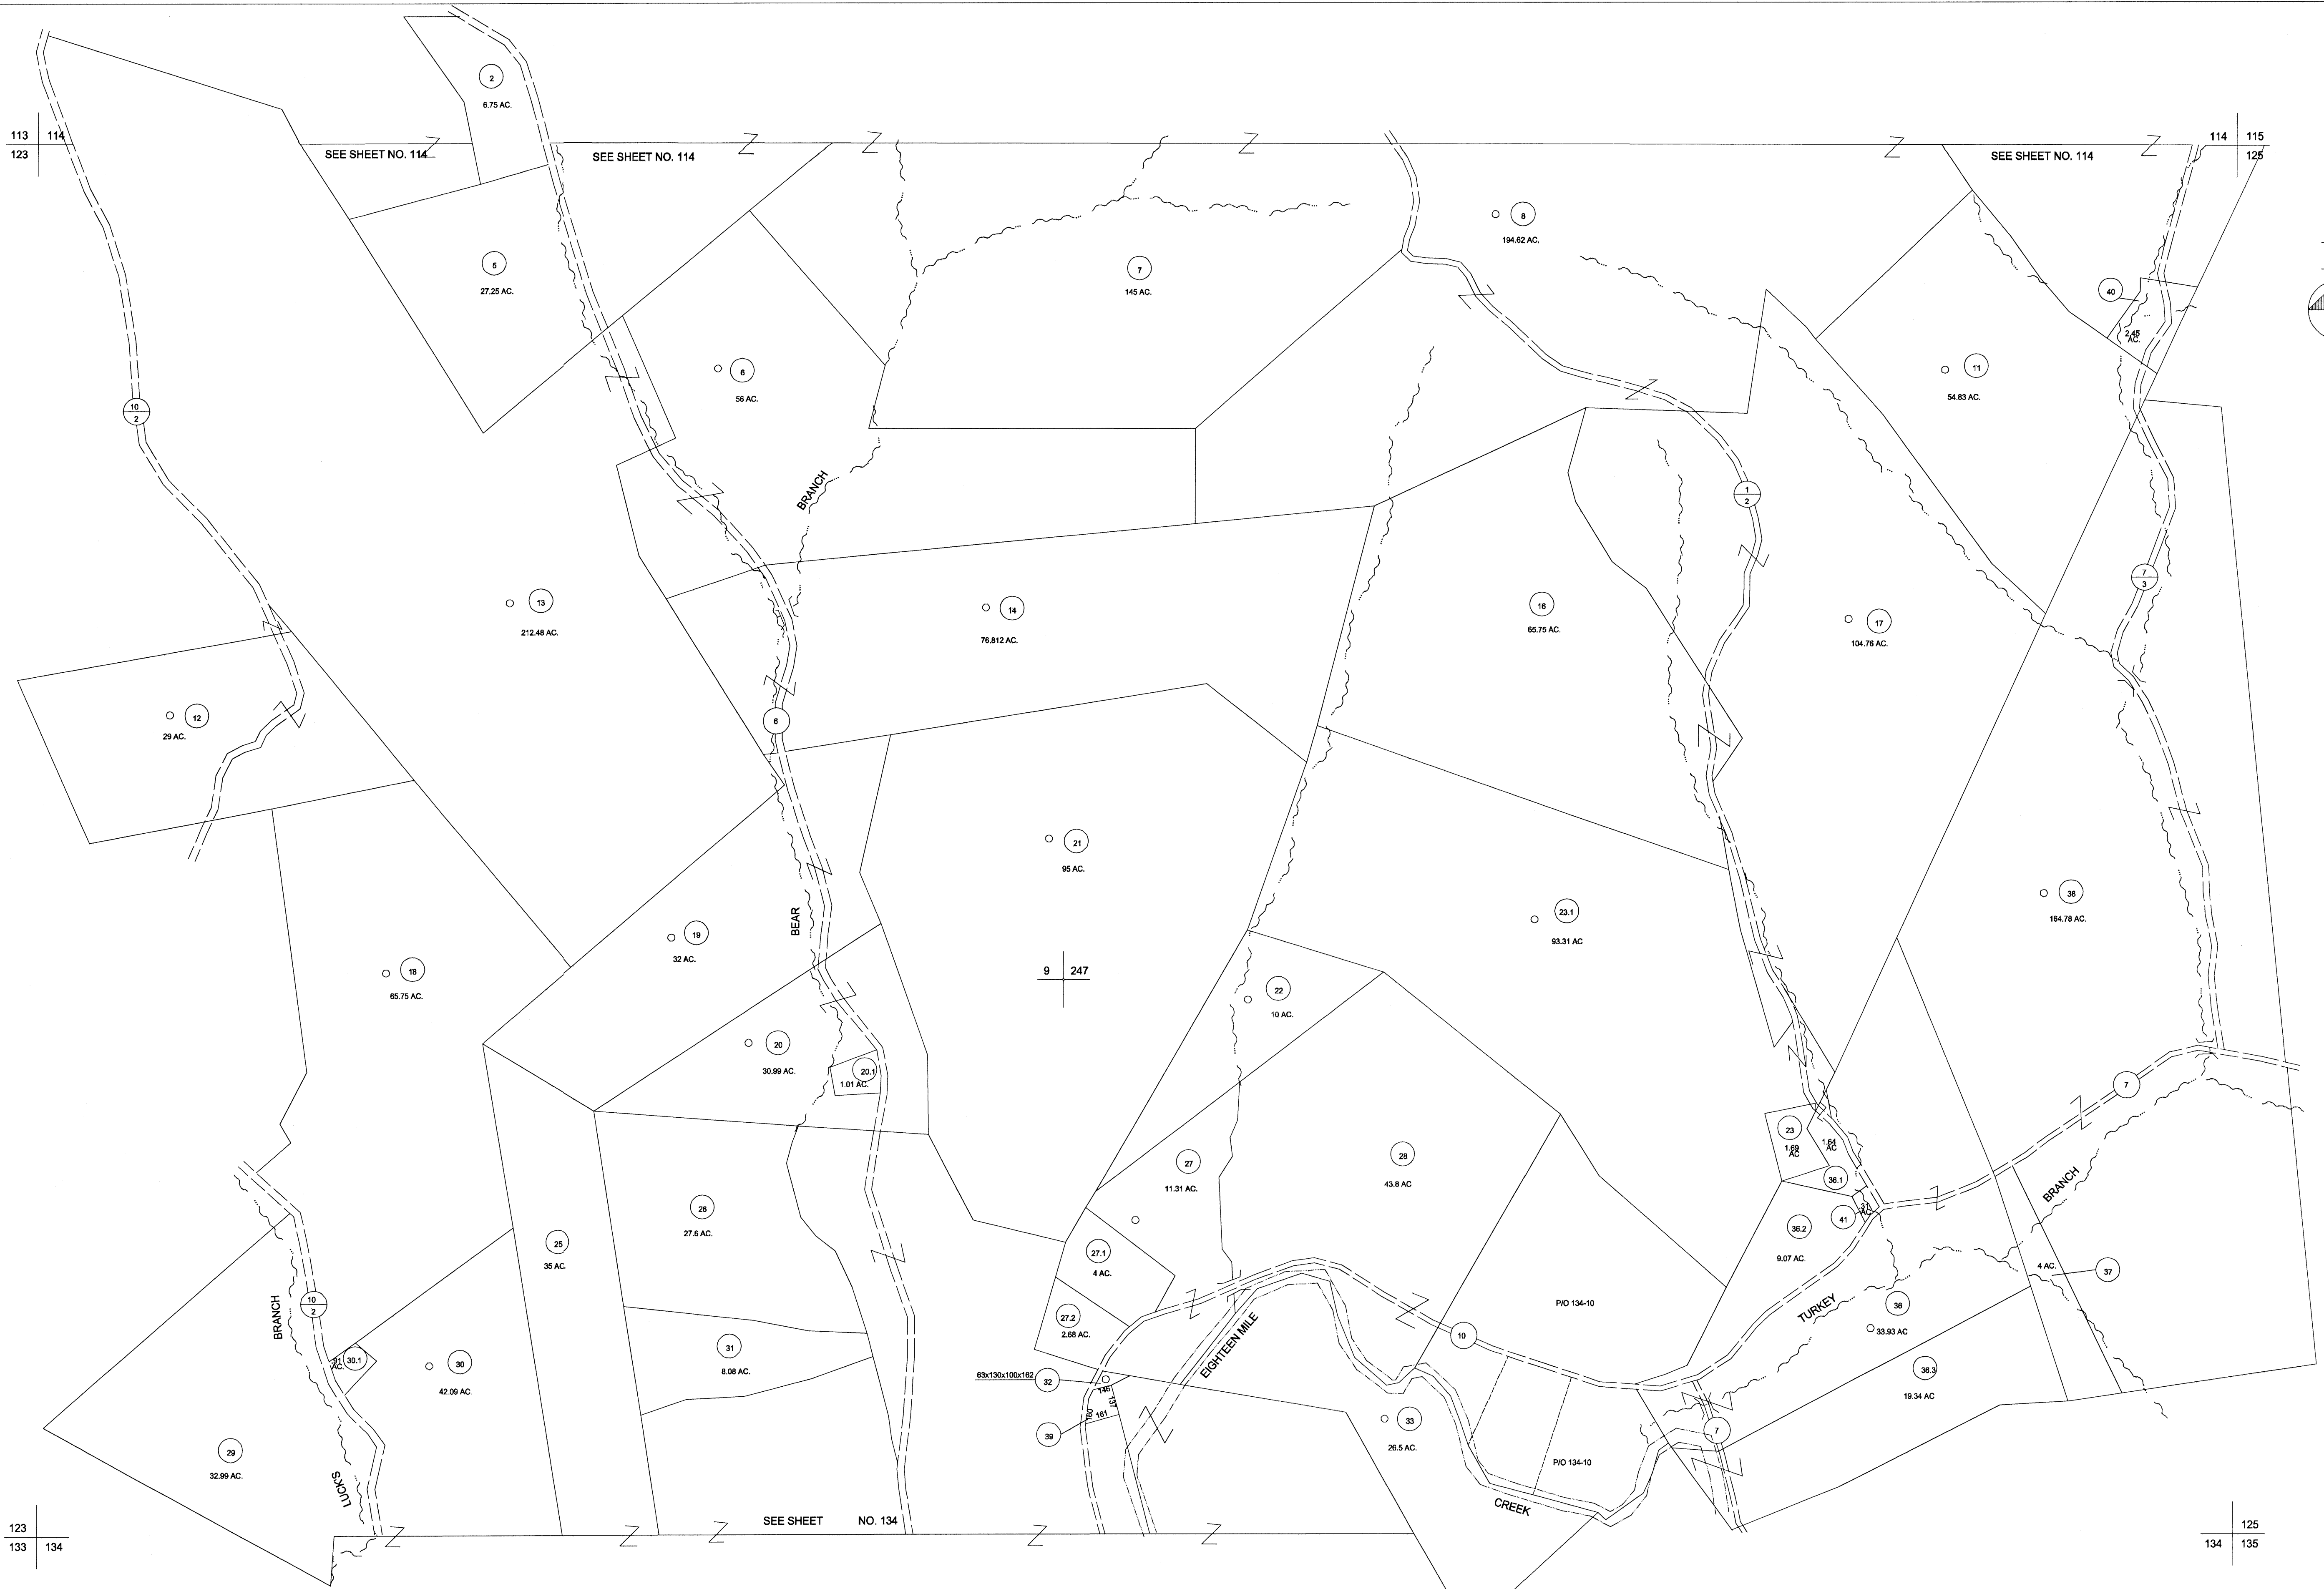 2
6.75 AC.
113 114
123
SEE SHEET NO. 114
SEE SHEET NO. 114
SEE SHEET NO. 114
114 115
125
5
27.25 AC.
7
145 AC.
8
194.62 AC.
40
2.45
AC.
6
56 AC.
11
54.83 AC.
10
2
BRANCH
1
2
7
3
13
212.48 AC.
14
76.812 AC.
16
65.75 AC.
17
104.76 AC.
12
29 AC.
6
21
95 AC.
38
164.78 AC.
BEAR
19
32 AC.
23.1
93.31 AC
18
65.75 AC.
9 247
22
10 AC.
20
30.99 AC.
20.1
1.01 AC.
7
23
1.69
AC
1.64
AC
28
43.8 AC
27
11.31 AC.
36.1
BRANCH
26
27.6 AC.
41
AC
36.2
9.07 AC.
25
35 AC.
27.1
4 AC.
4 AC.
37
10
2
BRANCH
P/O 134-10
TURKEY
36
33.93 AC
27.2
2.68 AC.
EIGHTEEN MILE
10
31
8.08 AC.
30.1
AC.
30
42.09 AC.
63x130x100x162
32
146
137
160
161
39
36.3
19.34 AC
33
26.5 AC.
7
29
32.99 AC.
P/O 134-10
LUCKS
CREEK
SEE SHEET NO. 134
123
133 134
125
134 135